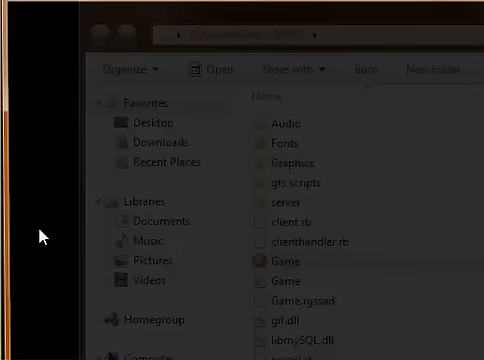 Organize Open Share with Burn New folder
Name
Favorites
Desktop
Downloads
Recent Places
Libraries
Documents
Music
Pictures
Videos
Homegroup
Computer
Audio
Fonts
Graphics
gts scripts
server
client.rb
clienthandler.rb
Game
Game
Game.rgssad
gif.dll
libmySQL.dll